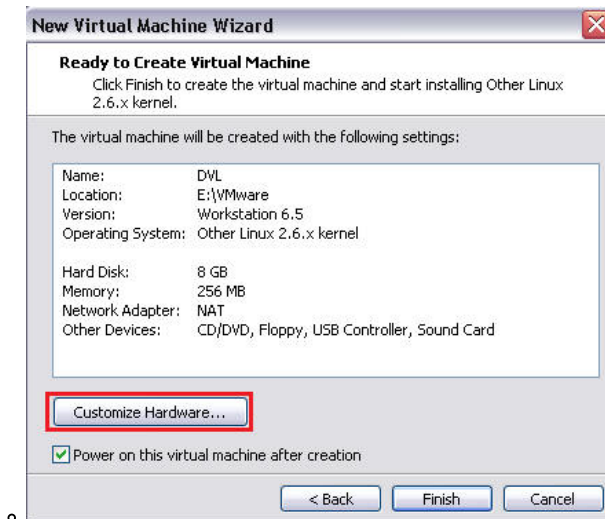 New Virtual Machine Wizard
Ready to Create Virtual Machine
Click Finish to create the virtual machine and start installing Other Linux
2.6.x kernel.
The virtual machine will be created with the following settings:
Name: DVL
Location: E:\VMware
Version: Workstation 6.5
Operating System: Other Linux 2.6.x kernel
Hard Disk: 8 GB
Memory: 256 MB
Network Adapter: NAT
Other Devices: CD/DVD, Floppy, USB Controller, Sound Card
Customize Hardware...
Power on this virtual machine after creation
< Back Finish Cancel